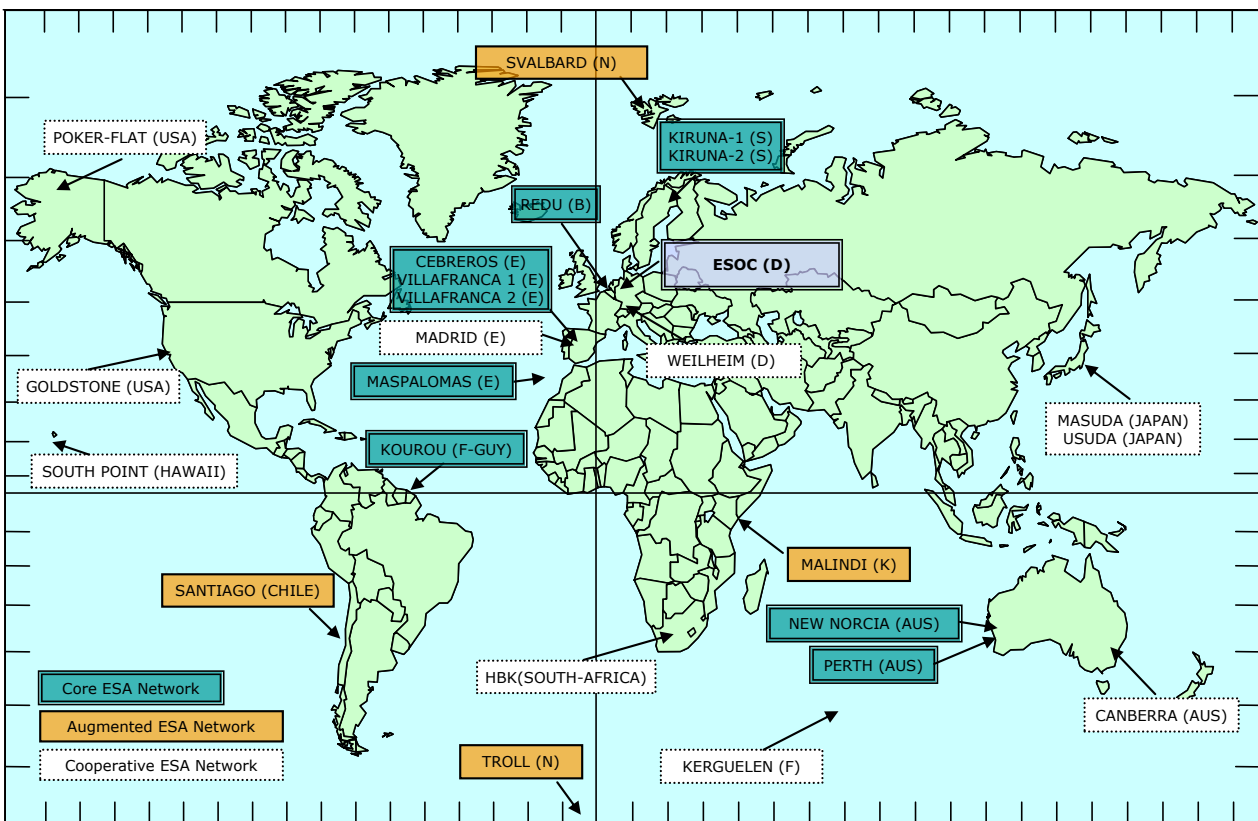 SVALBARD (N)
POKER-FLAT (USA)
KIRUNA-1 (S)
KIRUNA-2 (S)
REDU (B)
CEBREROS (E)
VILLAFRANCA 1 (E)
VILLAFRANCA 2 (E)
ESOC (D)
MADRID (E)
WEILHEIM (D)
GOLDSTONE (USA)
MASPALOMAS (E)
MASUDA (JAPAN)
USUDA (JAPAN)
KOUROU (F-GUY)
SOUTH POINT (HAWAII)
MALINDI (K)
SANTIAGO (CHILE)
NEW NORCIA (AUS)
PERTH (AUS)
HBK(SOUTH-AFRICA)
Core ESA Network
CANBERRA (AUS)
Augmented ESA Network
TROLL (N)
KERGUELEN (F)
Cooperative ESA Network